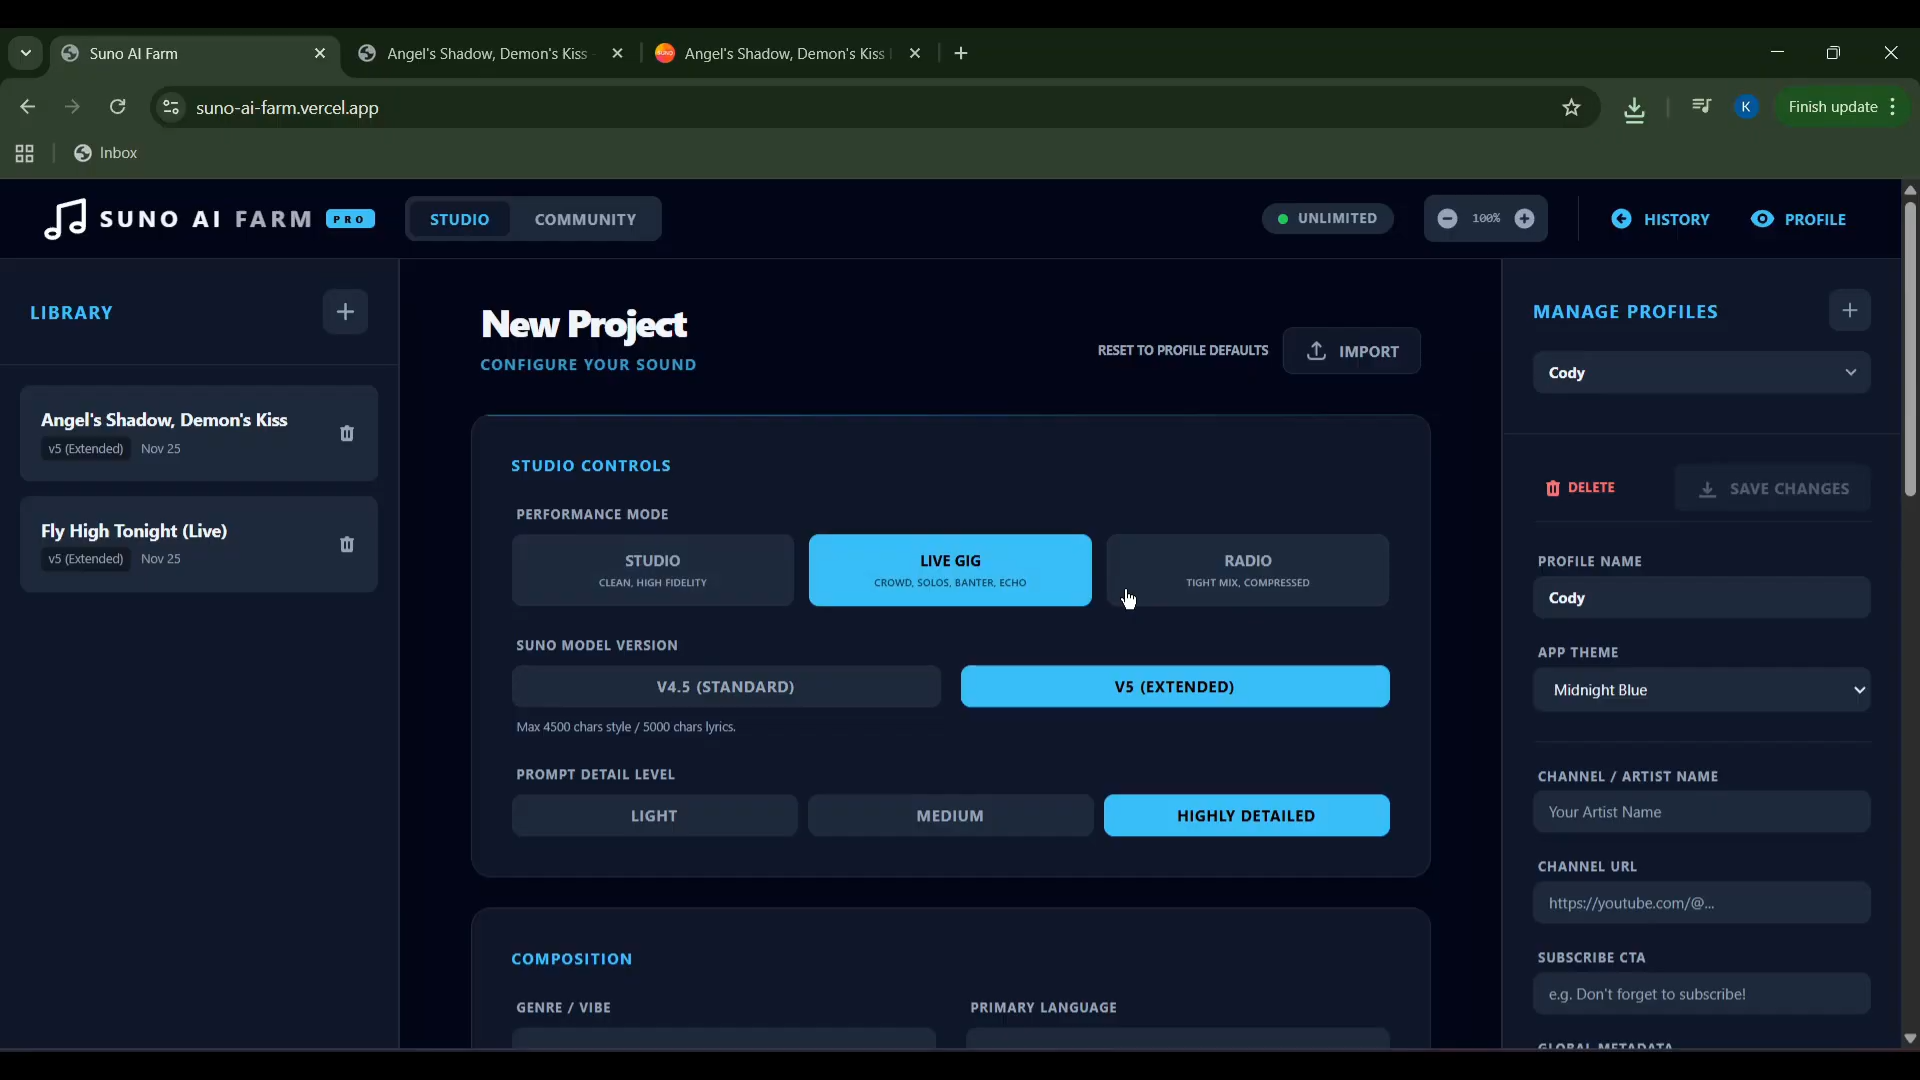 Suno AI Farm
Angel's Shadow, Demon's Kiss
Angel's Shadow, Demon's Kiss
suno-ai-farm.vercel.app
K
Finish update
Inbox
SUNO AI FARM PRO
STUDIO
COMMUNITY
UNLIMITED
100%
HISTORY
PROFILE
LIBRARY
Angel's Shadow, Demon's Kiss
v5 (Extended) Nov 25
Fly High Tonight (Live)
v5 (Extended) Nov 25
New Project
CONFIGURE YOUR SOUND
RESET TO PROFILE DEFAULTS
IMPORT
STUDIO CONTROLS
PERFORMANCE MODE
STUDIO
CLEAN, HIGH FIDELITY
LIVE GIG
CROWD, SOLOS, BANTER, ECHO
RADIO
TIGHT MIX, COMPRESSED
SUNO MODEL VERSION
V4.5 (STANDARD)
V5 (EXTENDED)
Max 4500 chars style / 5000 chars lyrics.
PROMPT DETAIL LEVEL
LIGHT
MEDIUM
HIGHLY DETAILED
COMPOSITION
GENRE / VIBE
PRIMARY LANGUAGE
MANAGE PROFILES
Cody
DELETE
SAVE CHANGES
PROFILE NAME
Cody
APP THEME
Midnight Blue
CHANNEL / ARTIST NAME
Your Artist Name
CHANNEL URL
https://youtube.com/@...
SUBSCRIBE CTA
e.g. Don't forget to subscribe!
GLOBAL METADATA